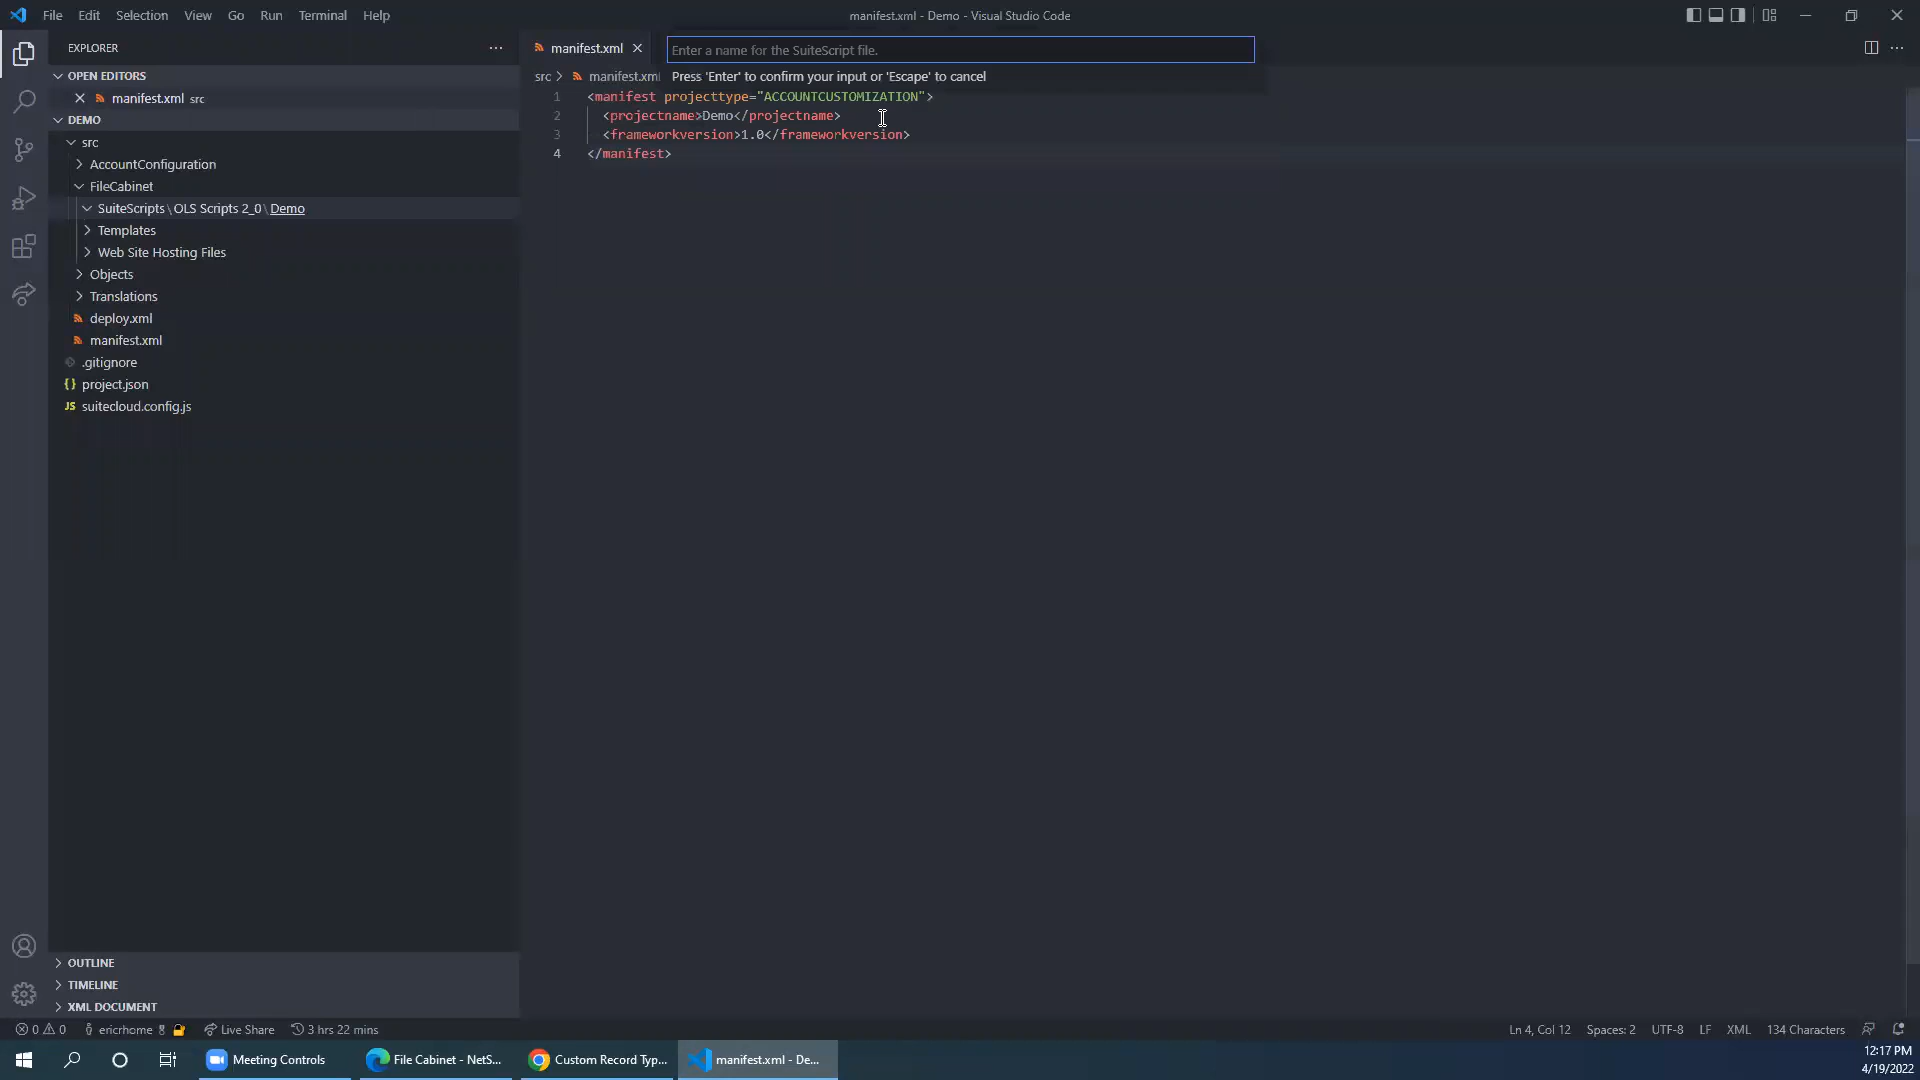 File Edit Selection View Go Run Terminal Help
manifest.xml - Demo - Visual Studio Code
EXPLORER
OPEN EDITORS
manifest.xml src
DEMO
src
AccountConfiguration
FileCabinet
SuiteScripts\OLS Scripts 2_0\Demo
Templates
Web Site Hosting Files
Objects
Translations
deploy.xml
manifest.xml
.gitignore
project.json
suitecloud.config.js
OUTLINE
TIMELINE
XML DOCUMENT
manifest.xml
Enter a name for the SuiteScript file.
src > manifest.xml
Press 'Enter' to confirm your input or 'Escape' to cancel
1 <manifest projecttype="ACCOUNTCUSTOMIZATION">
2 <projectname>Demo</projectname>
3 <frameworkversion>1.0</frameworkversion>
4 </manifest>
0 0 ericrhome Live Share 3 hrs 22 mins
Ln 4, Col 12 Spaces: 2 UTF-8 LF XML 134 Characters
Meeting Controls
File Cabinet - NetS...
Custom Record Typ...
manifest.xml - De...
12:17 PM
4/19/2022